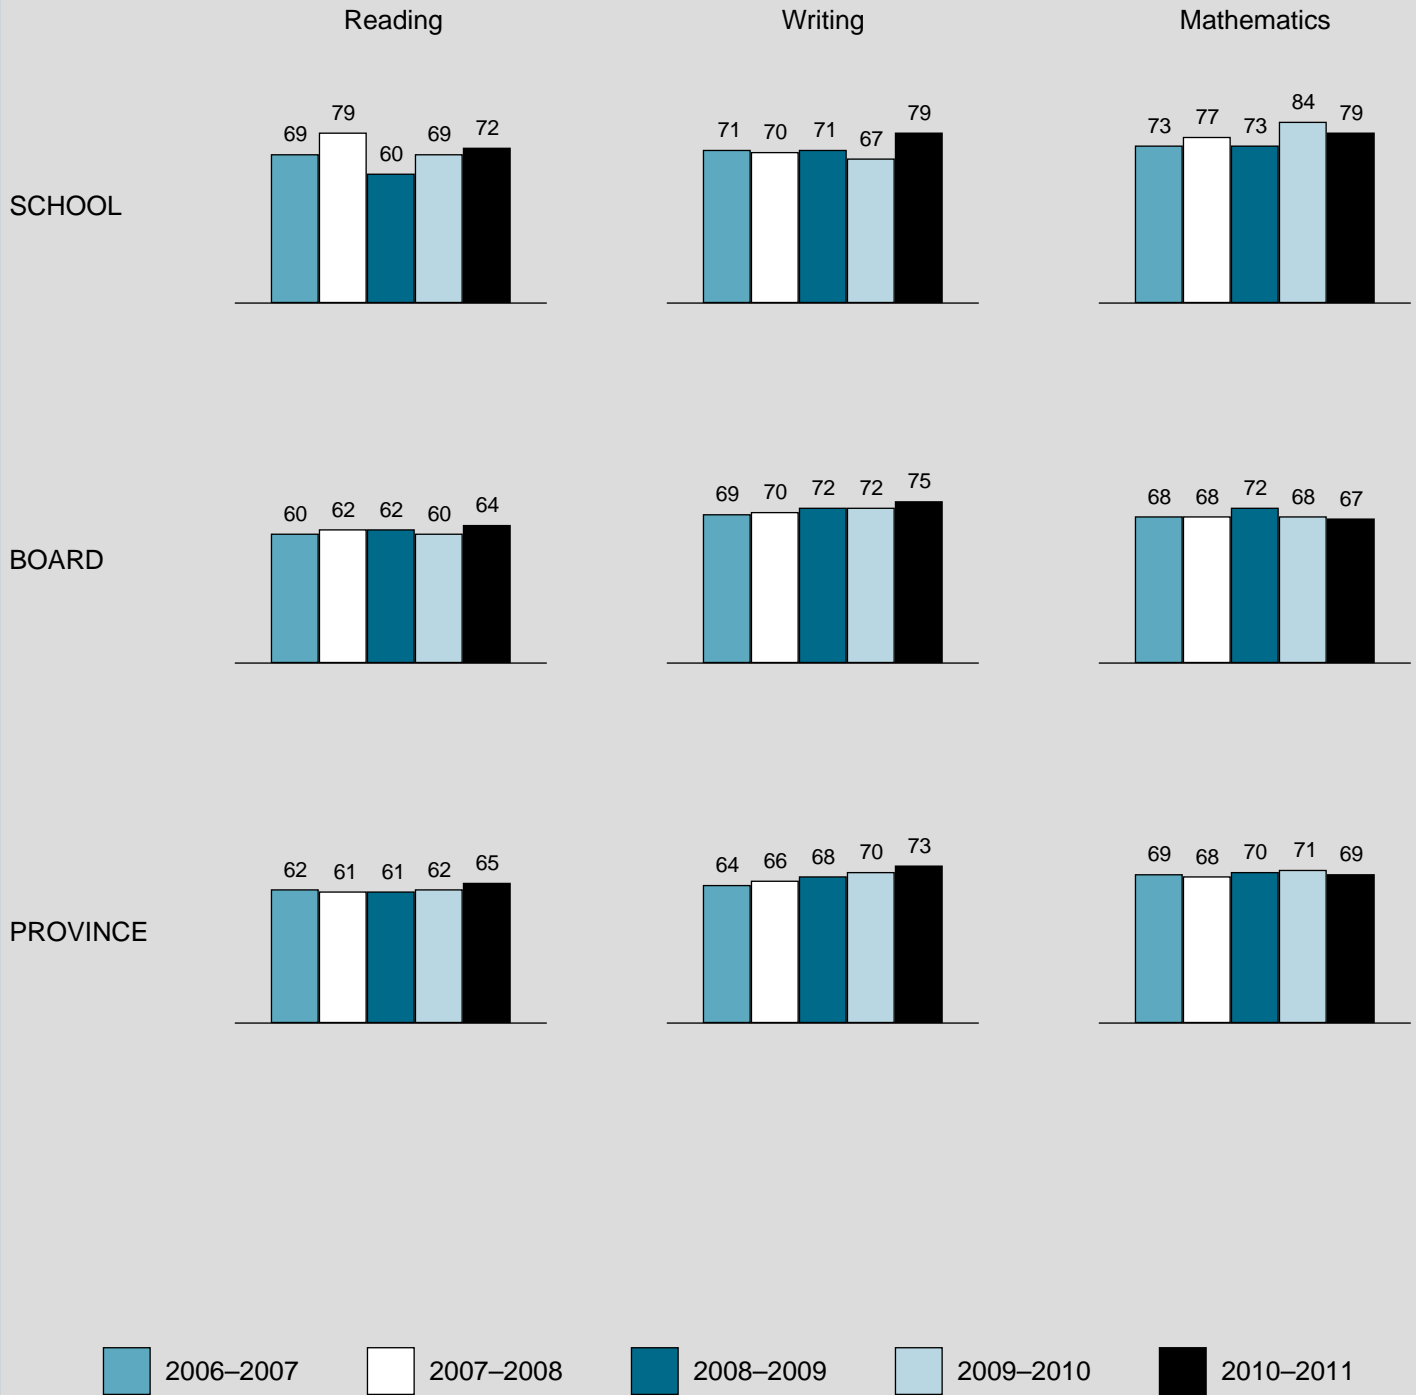 Reading Writing Mathematics
SCHOOL
69 79 60 69 72
71 70 71 67 79
73 77 73 84 79
BOARD
60 62 62 60 64
69 70 72 72 75
68 68 72 68 67
PROVINCE
62 61 61 62 65
64 66 68 70 73
69 68 70 71 69
2006–2007 2007–2008 2008–2009 2009–2010 2010–2011